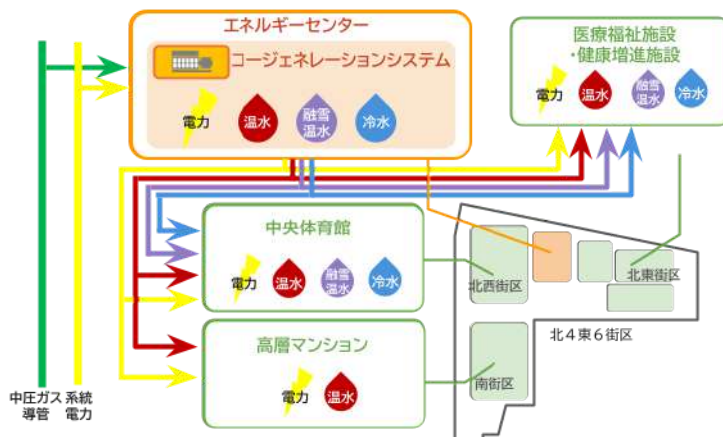 エネルギーセンター
コージェネレーションシステム
電力
温水
融雪
温水
冷水
医療福祉施設
・健康増進施設
電力
温水
融雪
温水
冷水
中央体育館
電力
温水
融雪
温水
冷水
高層マンション
電力
温水
北西街区
北東街区
北4東6街区
南街区
中圧ガス
導管
系統
電力